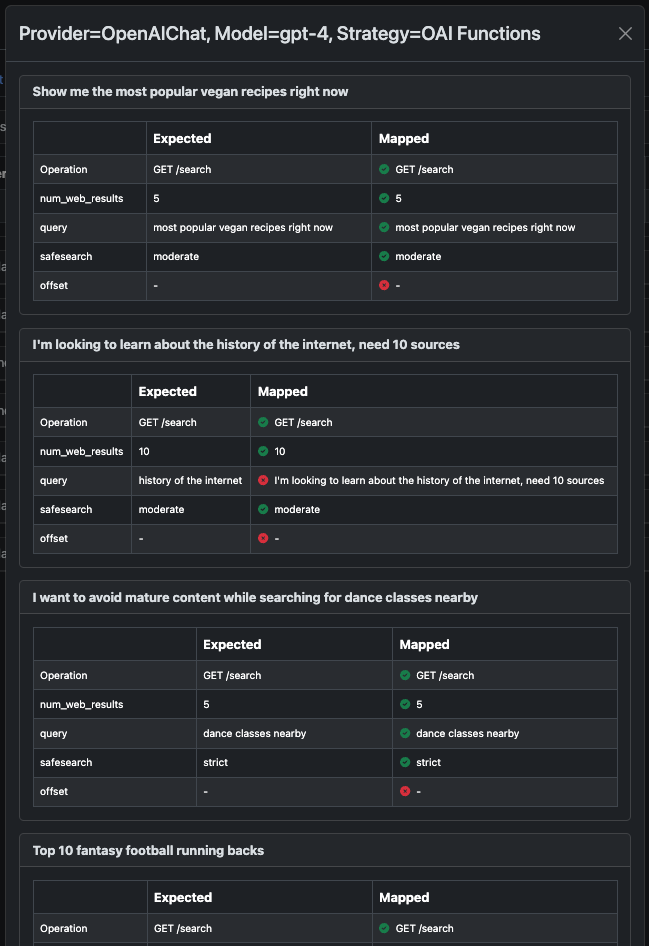 Provider=OpenAIChat, Model=gpt-4, Strategy=OAI Functions
Show me the most popular vegan recipes right now
Expected Mapped
Operation GET /search GET /search
num_web_results 5 5
query most popular vegan recipes right now most popular vegan recipes right now
safesearch moderate moderate
offset - -
I'm looking to learn about the history of the internet, need 10 sources
Expected Mapped
Operation GET /search GET /search
num_web_results 10 10
query history of the internet I'm looking to learn about the history of the internet, need 10 sources
safesearch moderate moderate
offset - -
I want to avoid mature content while searching for dance classes nearby
Expected Mapped
Operation GET /search GET /search
num_web_results 5 5
query dance classes nearby dance classes nearby
safesearch strict strict
offset - -
Top 10 fantasy football running backs
Expected Mapped
Operation GET /search GET /search